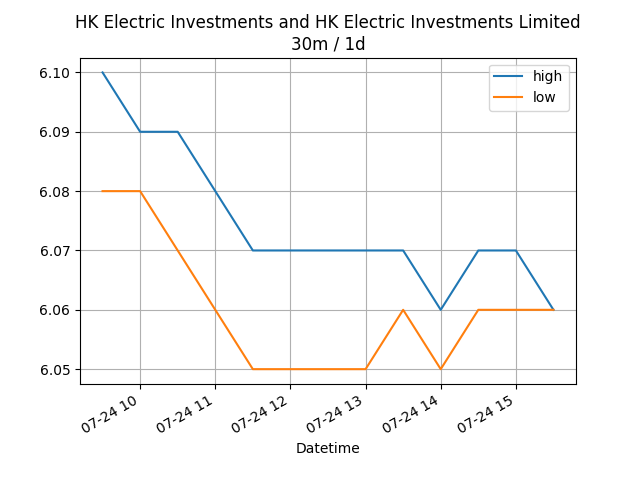 HK Electric Investments and HK Electric Investments Limited
30m / 1d
high
low
6.10
6.09
6.08
6.07
6.06
6.05
07-24 10
07-24 11
07-24 12
07-24 13
07-24 14
07-24 15
Datetime